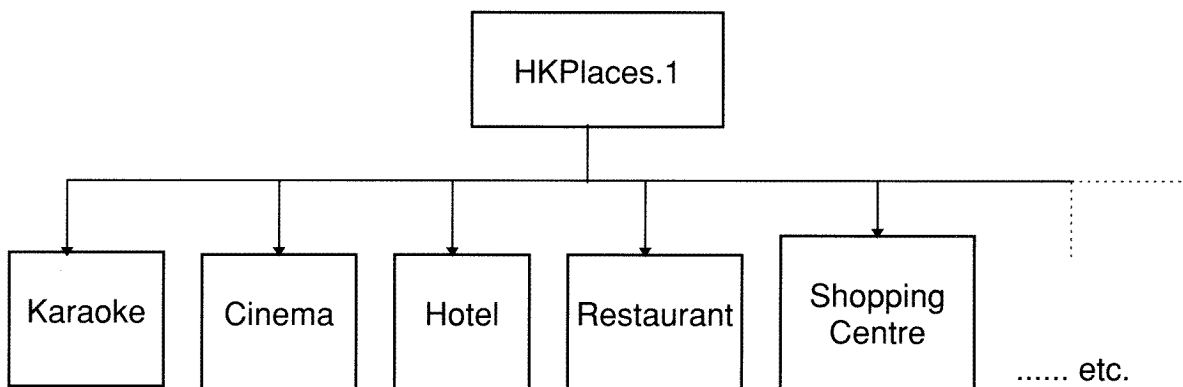 HKPlaces.1
Karaoke
Cinema
Hotel
Restaurant
Shopping
Centre
...... etc.